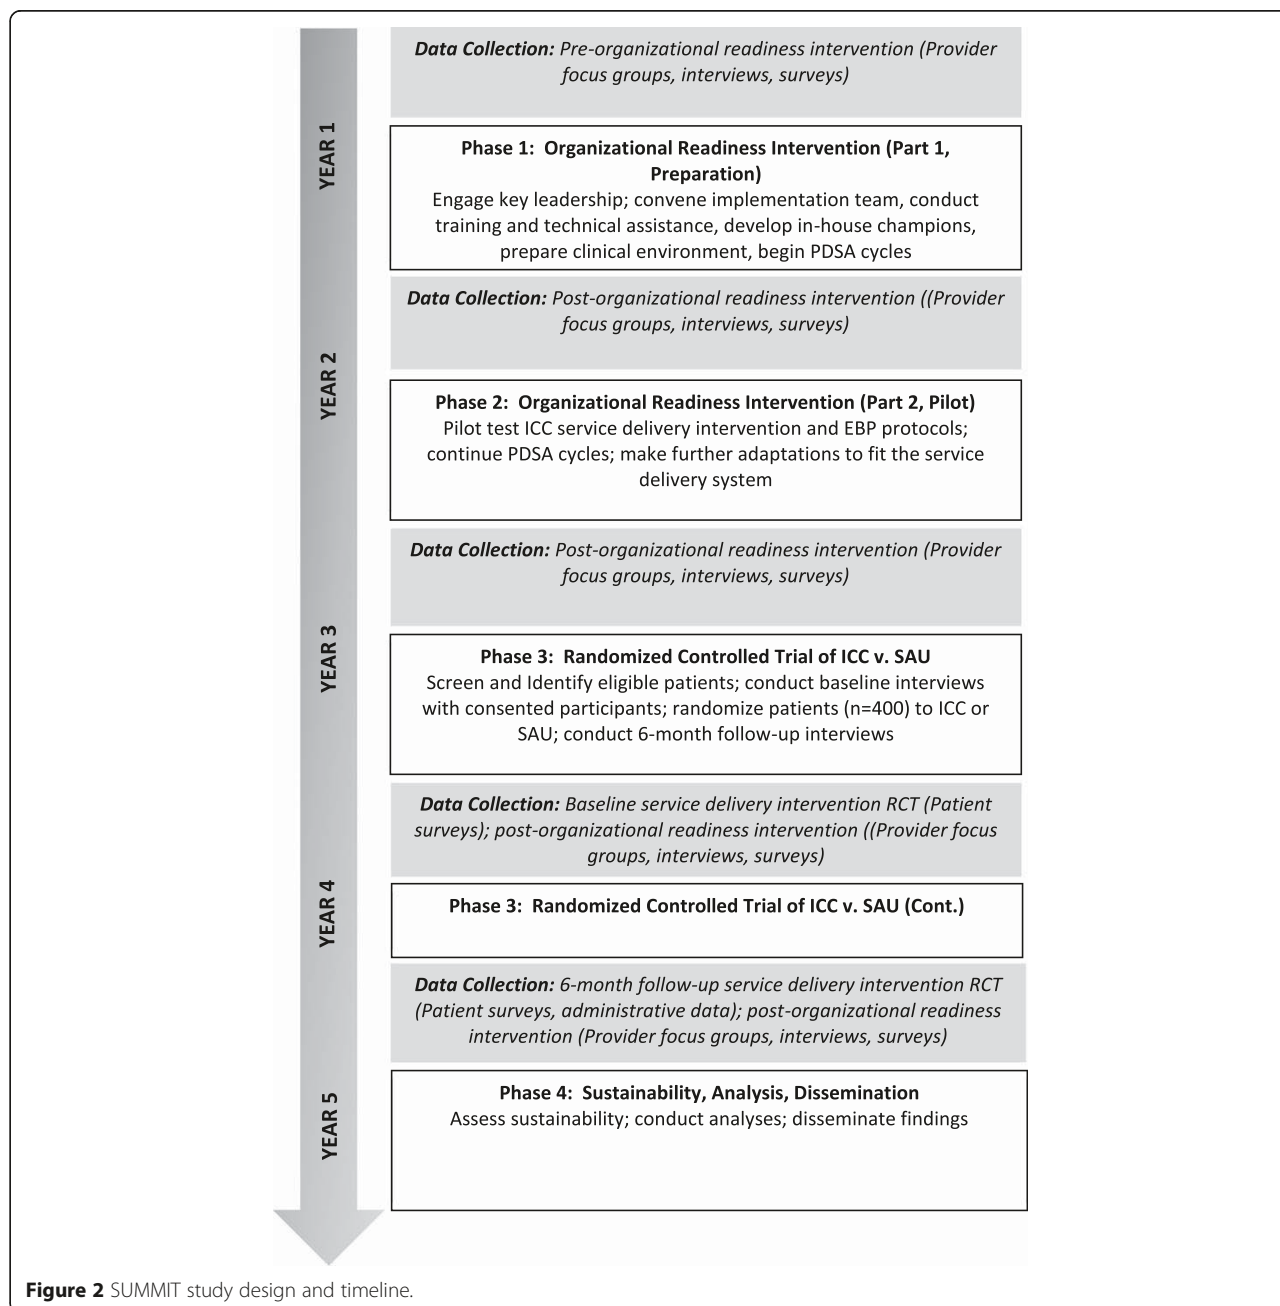 Data Collection: Pre-organizational readiness intervention (Provider
focus groups, interviews, surveys)
YEAR 1
Phase 1: Organizational Readiness Intervention (Part 1,
Preparation)
Engage key leadership; convene implementation team, conduct
training and technical assistance, develop in-house champions,
prepare clinical environment, begin PDSA cycles
Data Collection: Post-organizational readiness intervention ((Provider
focus groups, interviews, surveys)
YEAR 2
Phase 2: Organizational Readiness Intervention (Part 2, Pilot)
Pilot test ICC service delivery intervention and EBP protocols;
continue PDSA cycles; make further adaptations to fit the service
delivery system
Data Collection: Post-organizational readiness intervention (Provider
focus groups, interviews, surveys)
YEAR 3
Phase 3: Randomized Controlled Trial of ICC v. SAU
Screen and Identify eligible patients; conduct baseline interviews
with consented participants; randomize patients (n=400) to ICC or
SAU; conduct 6-month follow-up interviews
Data Collection: Baseline service delivery intervention RCT (Patient
surveys); post-organizational readiness intervention ((Provider focus
groups, interviews, surveys)
YEAR 4
Phase 3: Randomized Controlled Trial of ICC v. SAU (Cont.)
Data Collection: 6-month follow-up service delivery intervention RCT
(Patient surveys, administrative data); post-organizational readiness
intervention (Provider focus groups, interviews, surveys)
YEAR 5
Phase 4: Sustainability, Analysis, Dissemination
Assess sustainability; conduct analyses; disseminate findings
Figure 2 SUMMIT study design and timeline.